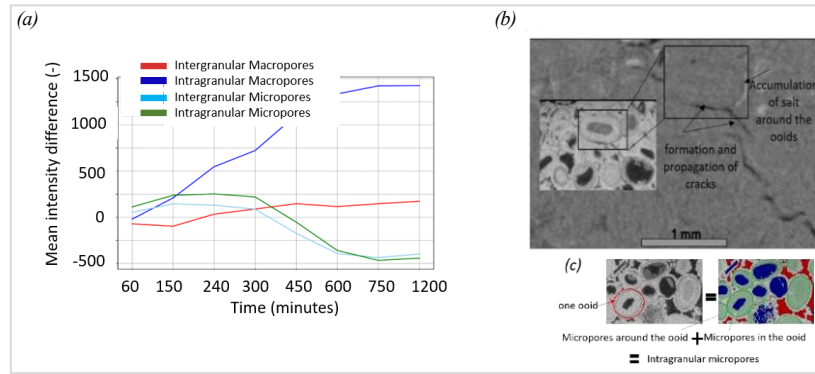 (a)
Mean intensity difference (-)
1500
1000
500
0
-500
Intergranular Macropores
Intragranular Macropores
Intergranular Micropores
Intragranular Micropores
60 150 240 300 450 600 750 1200
Time (minutes)
(b)
Accumulation
of salt
around the
ooids
formation and
propagation of
cracks
1 mm
(c)
one ooid
=
Micropores around the ooid + Micropores in the ooid
= Intragranular micropores